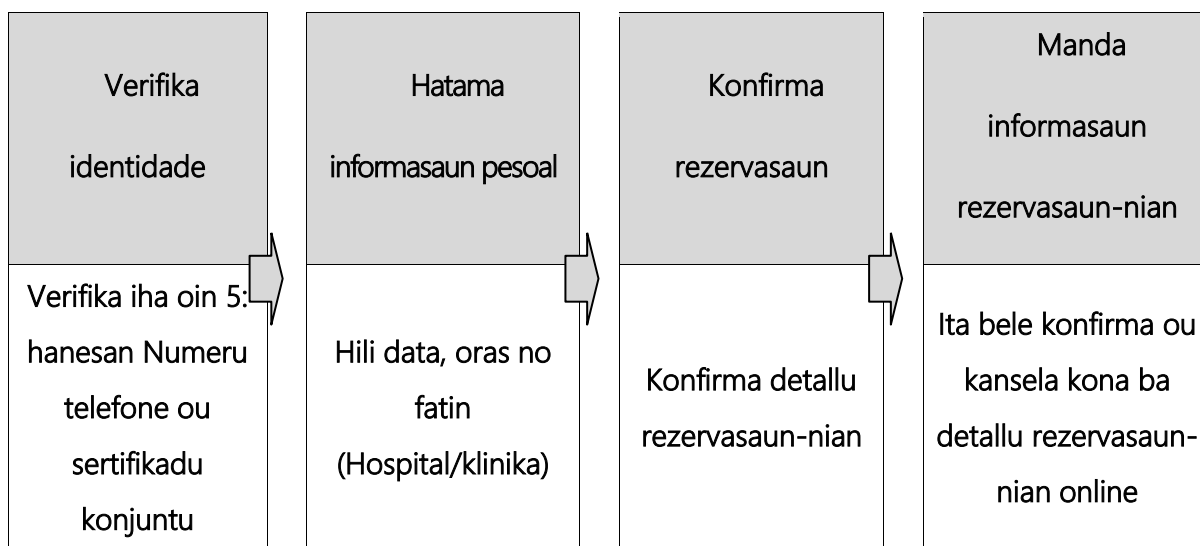 Verifika
identidade
Verifika iha oin 5:
hanesan Numeru
telefone ou
sertifikadu
konjuntu
Hatama
informasaun pesoal
Hili data, oras no
fatin
(Hospital/klinika)
Konfirma
rezervasaun
Konfirma detallu
rezervasaun-nian
Manda
informasaun
rezervasaun-nian
Ita bele konfirma ou
kansela kona ba
detallu rezervasaun-
nian online